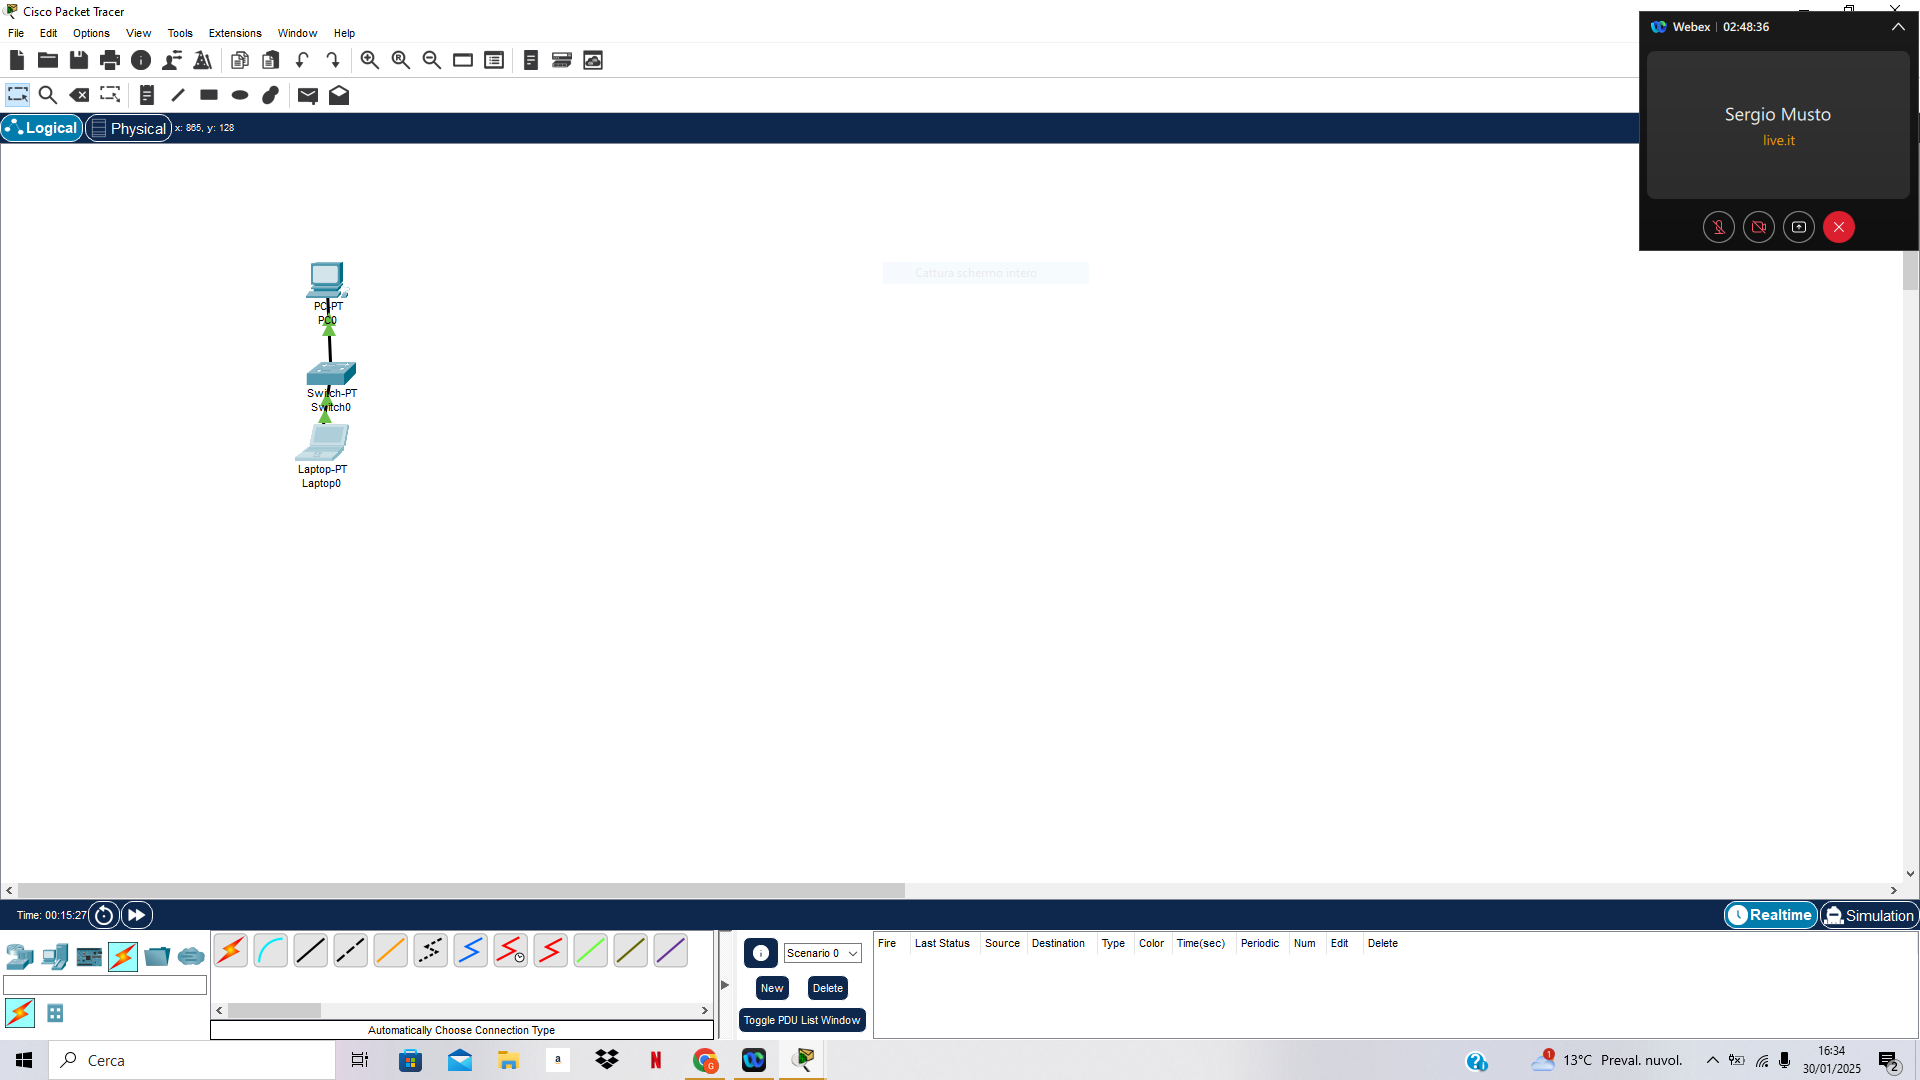 Cisco Packet Tracer
File Edit Options View Tools Extensions Window Help
Webex | 02:48:36
Sergio Musto
live.it
Logical Physical x: 865, y: 128
Cattura schermo intero
PC-PT
PC0
Switch-PT
Switch0
Laptop-PT
Laptop0
Time: 00:15:27
Realtime Simulation
Scenario 0
New Delete
Toggle PDU List Window
Fire Last Status Source Destination Type Color Time(sec) Periodic Num Edit Delete
Automatically Choose Connection Type
Cerca
a
N
G
1
13°C Preval. nuvol.
16:34
30/01/2025
2